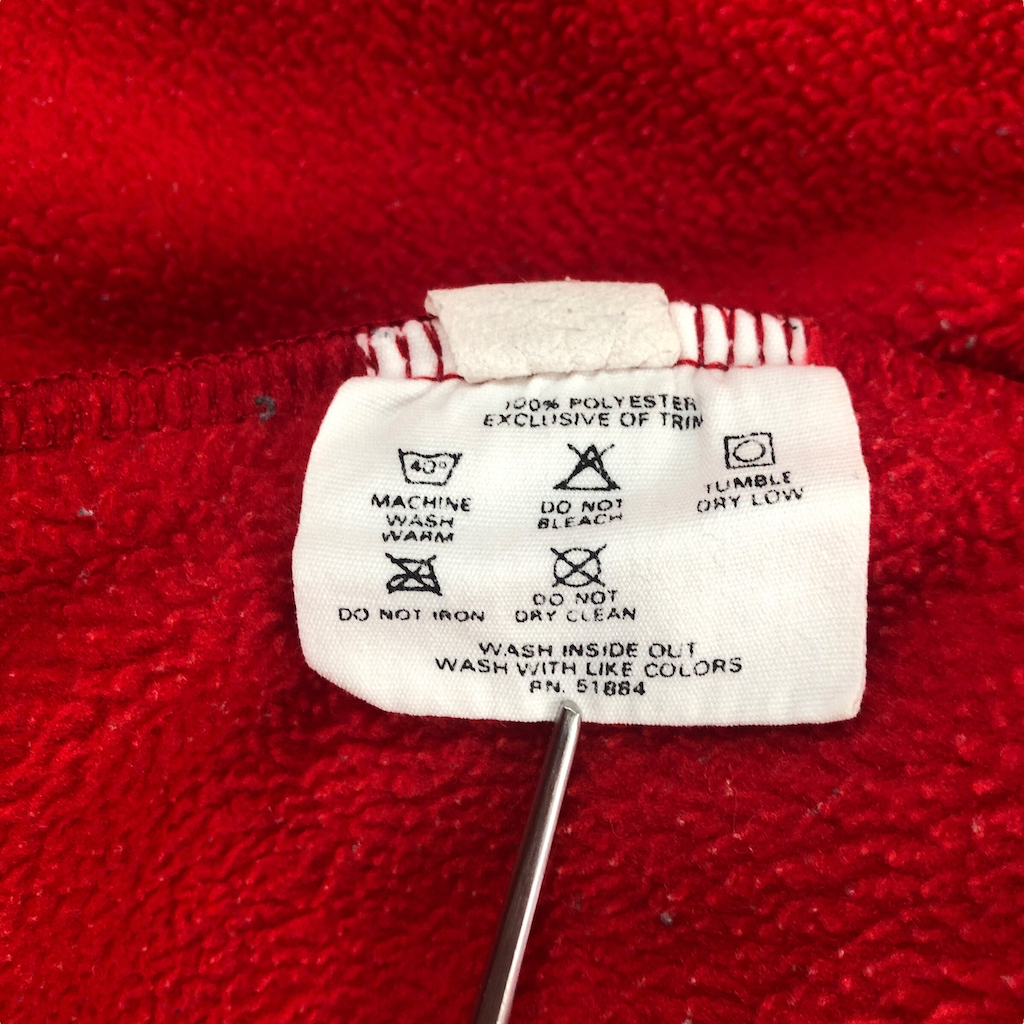 100% POLYESTER
EXCLUSIVE OF TRIM
40°
MACHINE
WASH
WARM
DO NOT
BLEACH
TUMBLE
DRY LOW
DO NOT IRON
DO NOT
DRY CLEAN
WASH INSIDE OUT
WASH WITH LIKE COLORS
RN. 51884